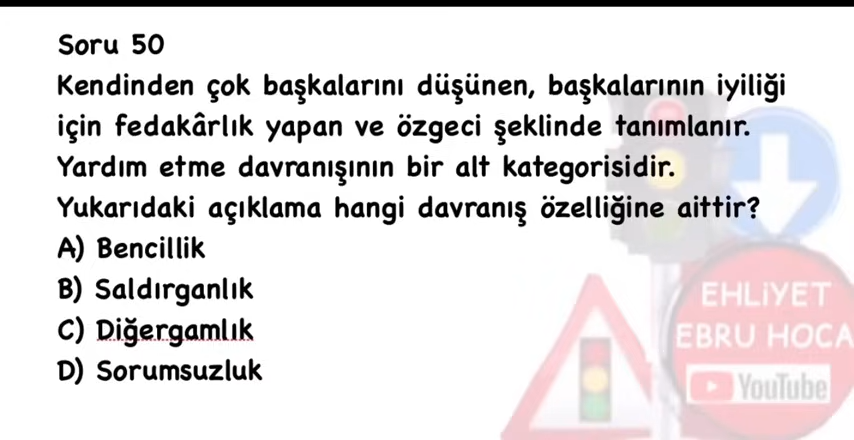 Soru 50
Kendinden çok başkalarını düşünen, başkalarının iyiliği
için fedakârlık yapan ve özgeci şeklinde tanımlanır.
Yardım etme davranışının bir alt kategorisidir.
Yukarıdaki açıklama hangi davranış özelliğine aittir?
A) Bencillik
B) Saldırganlık
C) Diğergamlık
D) Sorumsuzluk
EHLİYET
EBRU HOCA
YouTube